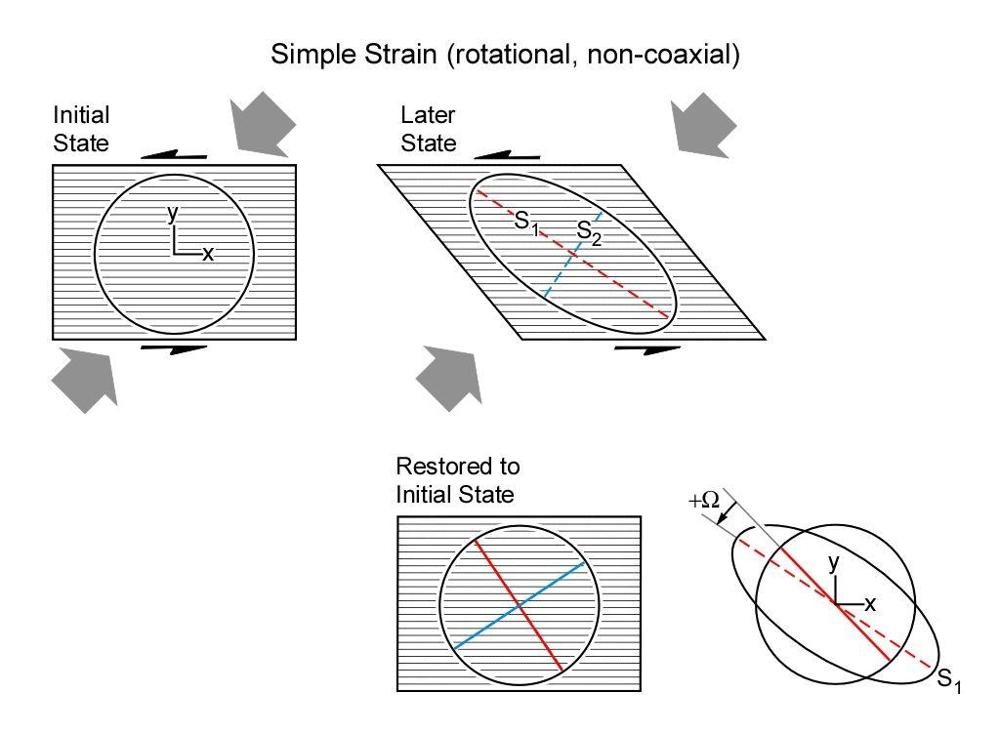 Simple Strain (rotational, non-coaxial)
Initial
State
Later
State
y
x
S1
S2
Restored to
Initial State
+Ω
y
x
S1